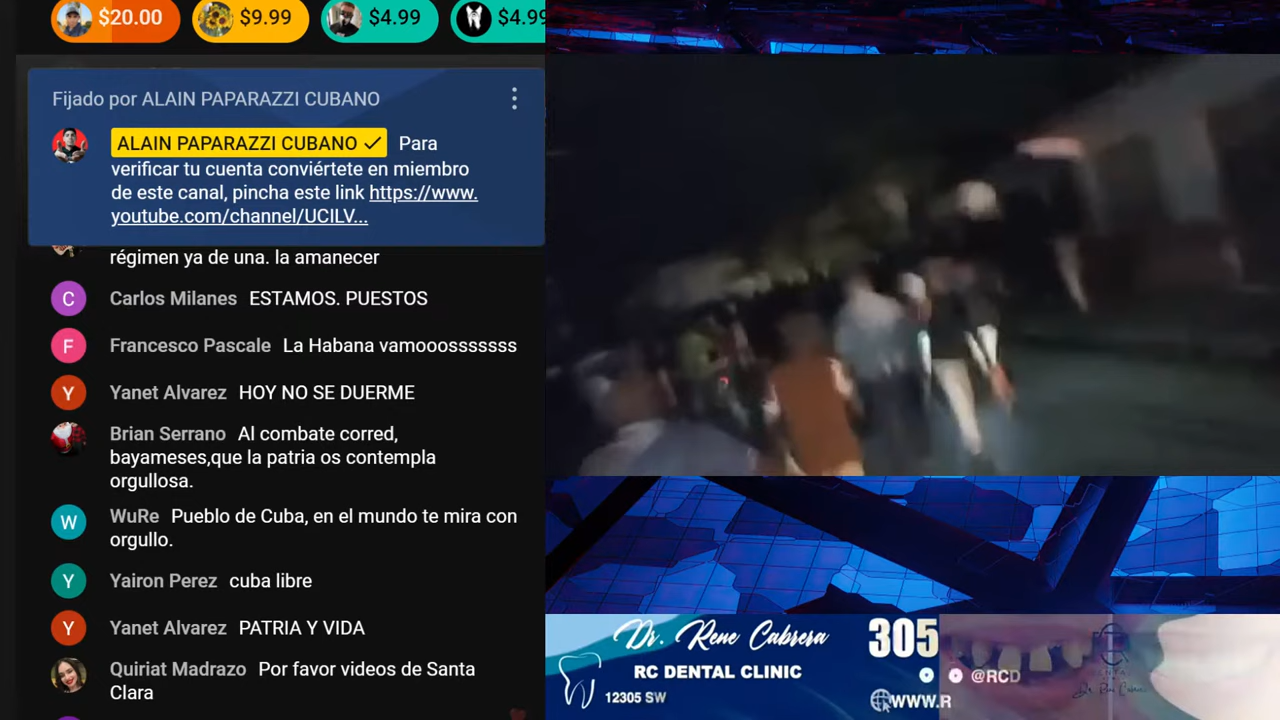 $20.00
$9.99
$4.99
$4.99
Fijado por ALAIN PAPARAZZI CUBANO
ALAIN PAPARAZZI CUBANO ✓ Para
verificar tu cuenta conviértete en miembro
de este canal, pincha este link https://www.
youtube.com/channel/UCILV...
régimen ya de una. la amanecer
C
Carlos Milanes ESTAMOS. PUESTOS
F
Francesco Pascale La Habana vamooosssssss
Y
Yanet Alvarez HOY NO SE DUERME
Brian Serrano Al combate corred,
bayameses,que la patria os contempla
orgullosa.
W
WuRe Pueblo de Cuba, en el mundo te mira con
orgullo.
Y
Yairon Perez cuba libre
Y
Yanet Alvarez PATRIA Y VIDA
Quiriat Madrazo Por favor videos de Santa
Clara
Dr. Rene Cabrera
RC DENTAL CLINIC
12305 SW
305
@RCD
WWW.R